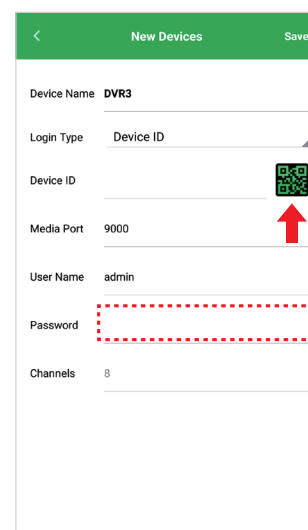 New Devices Save
Device Name DVR3
Login Type Device ID
Device ID
Media Port 9000
User Name admin
Password
Channels 8